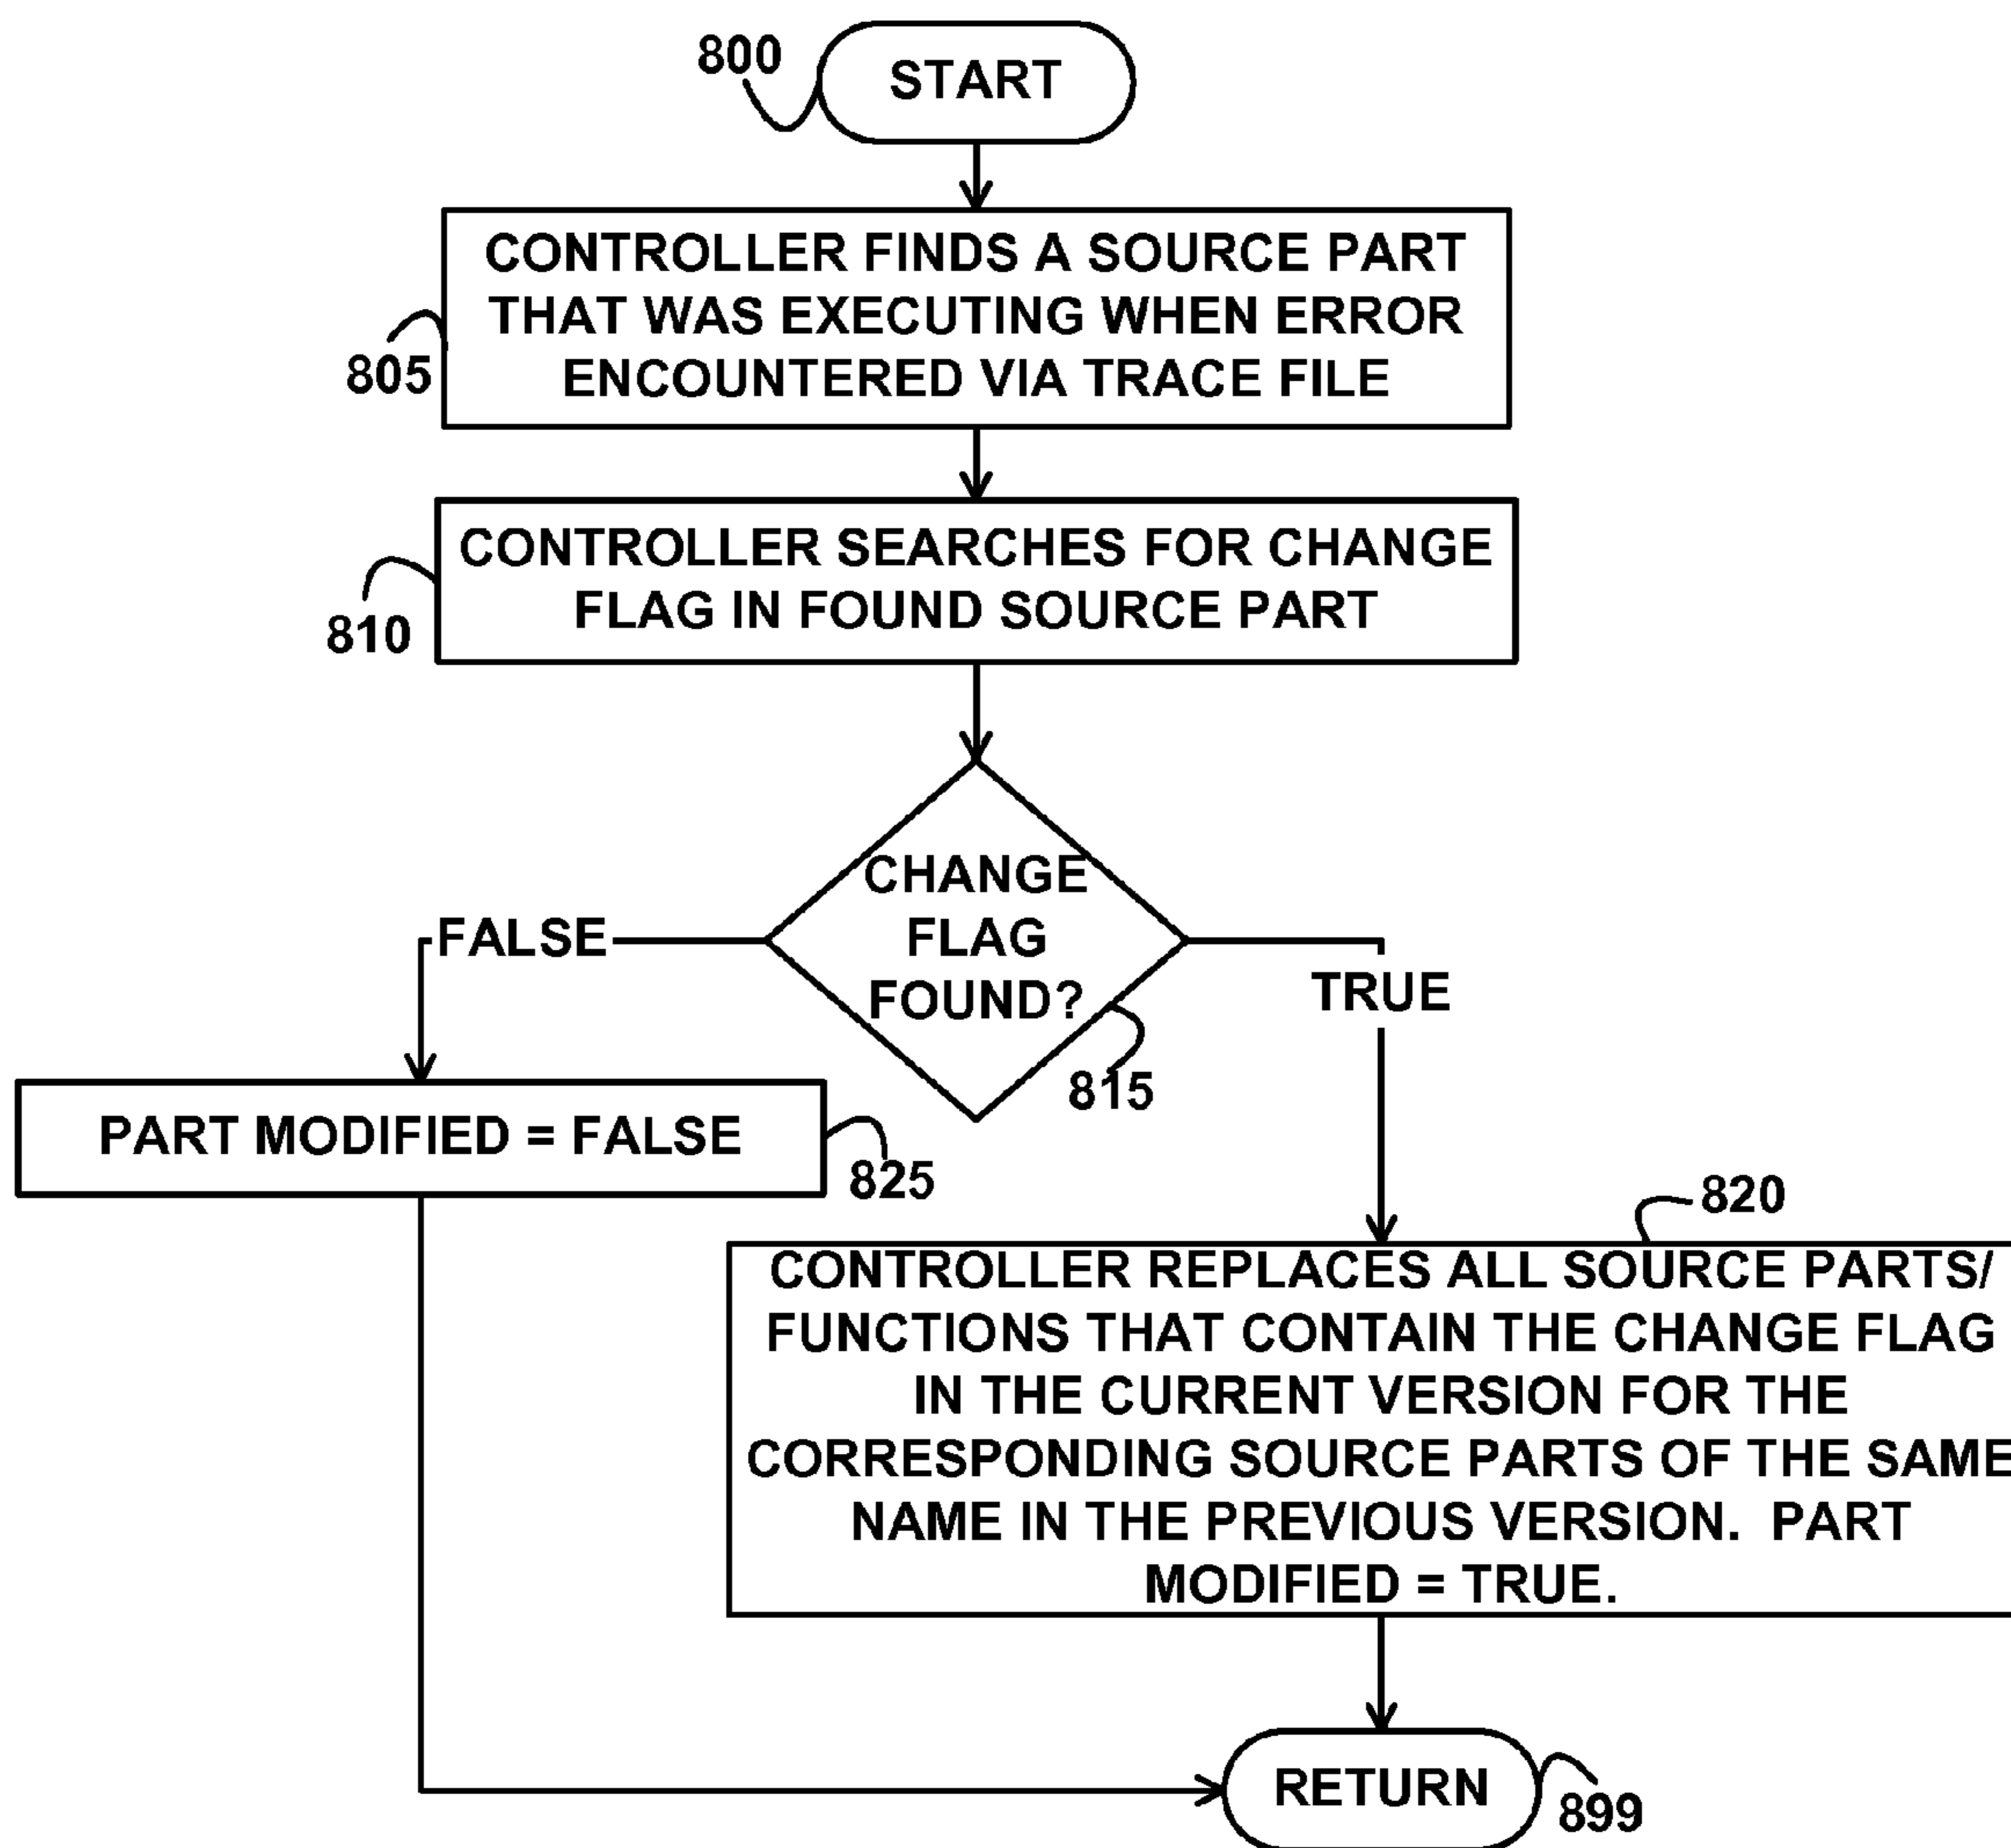 800
START
CONTROLLER FINDS A SOURCE PART
THAT WAS EXECUTING WHEN ERROR
ENCOUNTERED VIA TRACE FILE
805
CONTROLLER SEARCHES FOR CHANGE
FLAG IN FOUND SOURCE PART
810
CHANGE
FLAG
FOUND?
FALSE
TRUE
815
PART MODIFIED = FALSE
825
820
CONTROLLER REPLACES ALL SOURCE PARTS/
FUNCTIONS THAT CONTAIN THE CHANGE FLAG
IN THE CURRENT VERSION FOR THE
CORRESPONDING SOURCE PARTS OF THE SAME
NAME IN THE PREVIOUS VERSION. PART
MODIFIED = TRUE.
RETURN
899